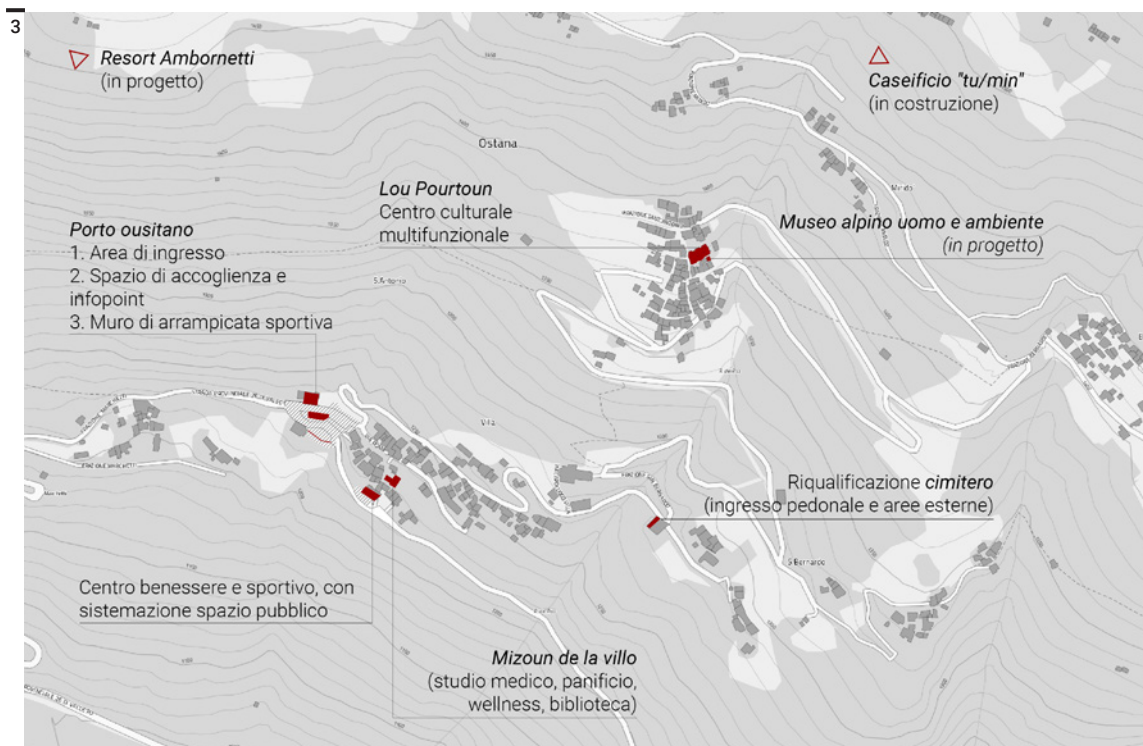 3
Resort Ambornetti
(in progetto)
Caseificio "tu/min"
(in costruzione)
Ostana
Lou Pourtoun
Centro culturale
multifunzionale
Museo alpino uomo e ambiente
(in progetto)
Porto ousitano
1. Area di ingresso
2. Spazio di accoglienza e
infopoint
3. Muro di arrampicata sportiva
S.Antonio
Villa
Riqualificazione cimitero
(ingresso pedonale e aree esterne)
S.Bernardo
Centro benessere e sportivo, con
sistemazione spazio pubblico
Mizoun de la villo
(studio medico, panificio,
wellness, biblioteca)